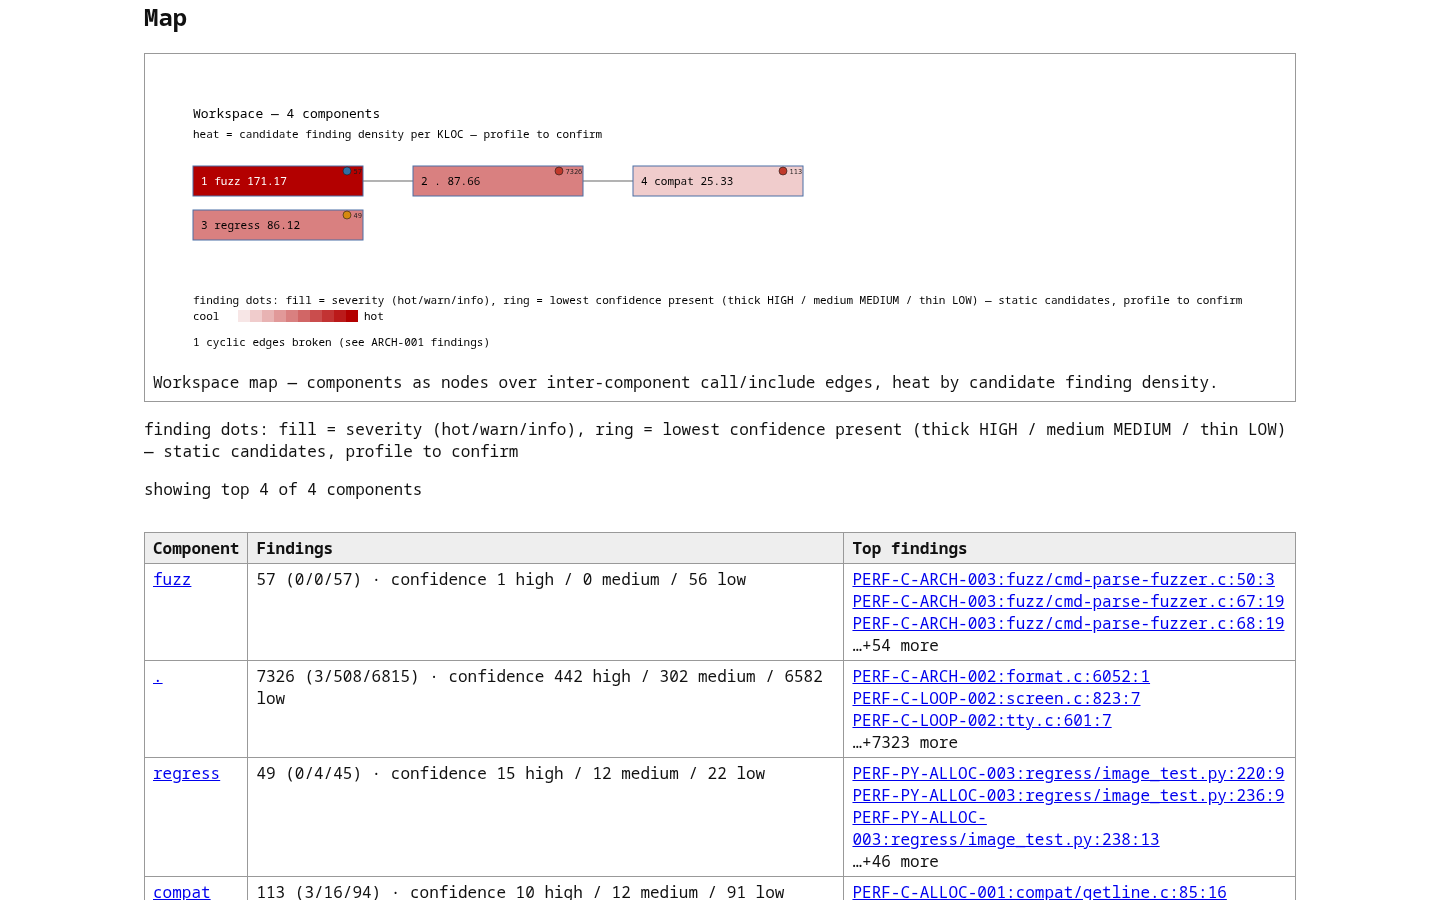 Map
Workspace — 4 components
heat = candidate finding density per KLOC — profile to confirm
1 fuzz 171.17
57
2 . 87.66
7326
4 compat 25.33
113
3 regress 86.12
49
finding dots: fill = severity (hot/warn/info), ring = lowest confidence present (thick HIGH / medium MEDIUM / thin LOW) — static candidates, profile to confirm
cool hot
1 cyclic edges broken (see ARCH-001 findings)
Workspace map — components as nodes over inter-component call/include edges, heat by candidate finding density.
finding dots: fill = severity (hot/warn/info), ring = lowest confidence present (thick HIGH / medium MEDIUM / thin LOW)
— static candidates, profile to confirm
showing top 4 of 4 components
Component Findings Top findings
fuzz 57 (0/0/57) · confidence 1 high / 0 medium / 56 low PERF-C-ARCH-003:fuzz/cmd-parse-fuzzer.c:50:3
PERF-C-ARCH-003:fuzz/cmd-parse-fuzzer.c:67:19
PERF-C-ARCH-003:fuzz/cmd-parse-fuzzer.c:68:19
…+54 more
. 7326 (3/508/6815) · confidence 442 high / 302 medium / 6582 PERF-C-ARCH-002:format.c:6052:1
low PERF-C-LOOP-002:screen.c:823:7
PERF-C-LOOP-002:tty.c:601:7
…+7323 more
regress 49 (0/4/45) · confidence 15 high / 12 medium / 22 low PERF-PY-ALLOC-003:regress/image_test.py:220:9
PERF-PY-ALLOC-003:regress/image_test.py:236:9
PERF-PY-ALLOC-
003:regress/image_test.py:238:13
…+46 more
compat 113 (3/16/94) · confidence 10 high / 12 medium / 91 low PERF-C-ALLOC-001:compat/getline.c:85:16